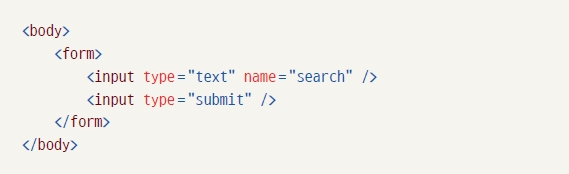 <body>
    <form>
        <input type="text" name="search" />
        <input type="submit" />
    </form>
</body>